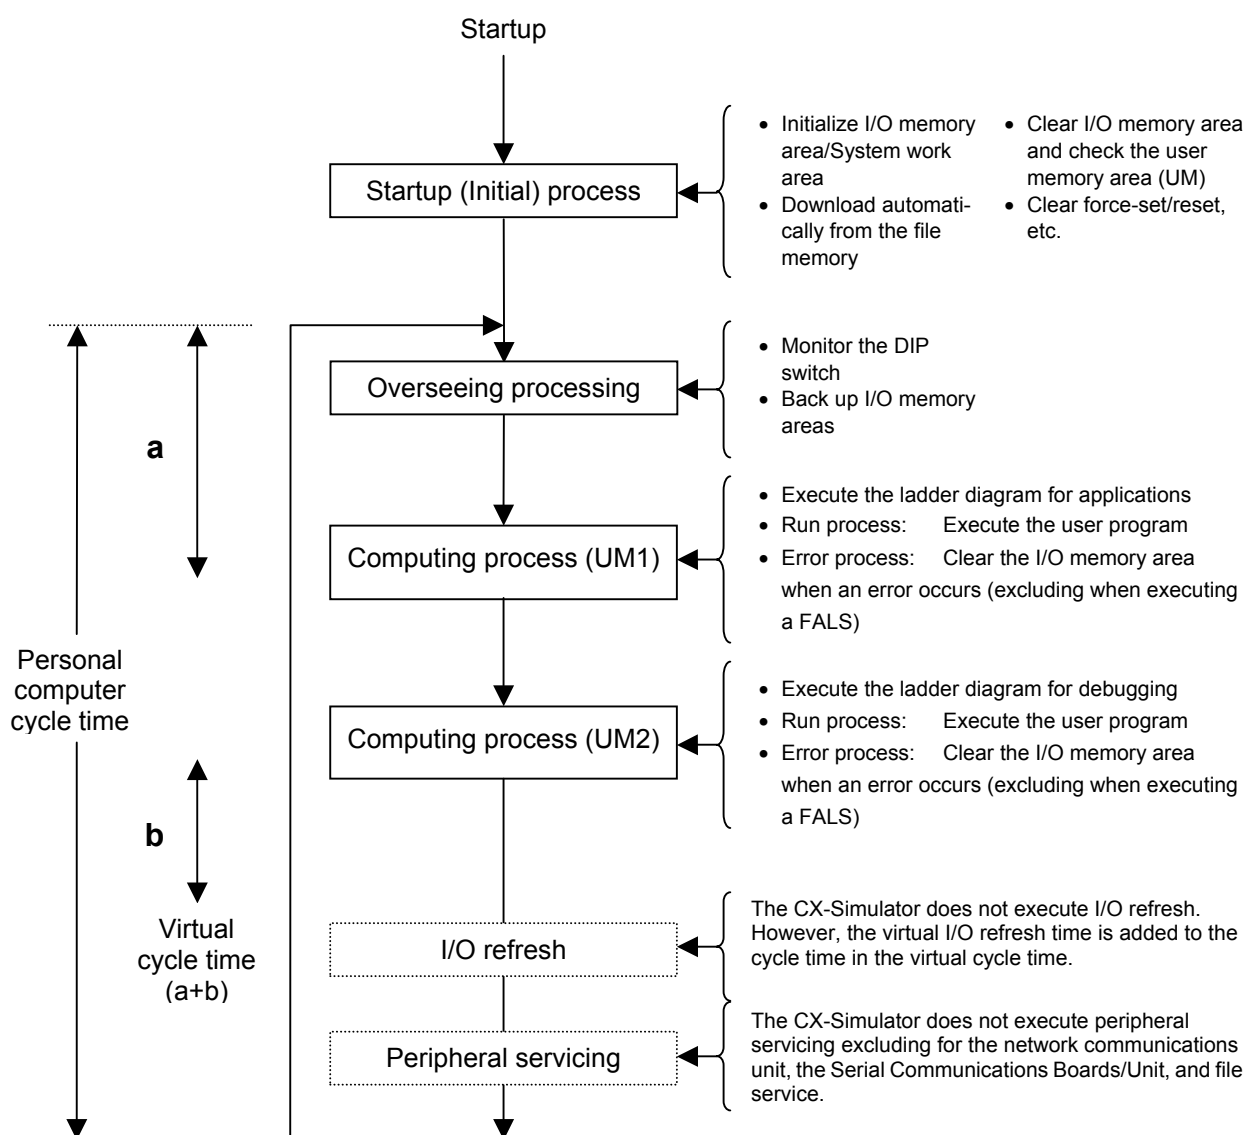 Startup
Startup (Initial) process
• Initialize I/O memory
area/System work
area
• Download automati-
cally from the file
memory
• Clear I/O memory area
and check the user
memory area (UM)
• Clear force-set/reset,
etc.
Overseeing processing
• Monitor the DIP
switch
• Back up I/O memory
areas
a
Computing process (UM1)
• Execute the ladder diagram for applications
• Run process: Execute the user program
• Error process: Clear the I/O memory area
when an error occurs (excluding when executing
a FALS)
Personal
computer
cycle time
Computing process (UM2)
• Execute the ladder diagram for debugging
• Run process: Execute the user program
• Error process: Clear the I/O memory area
when an error occurs (excluding when executing
a FALS)
b
Virtual
cycle time
(a+b)
I/O refresh
The CX-Simulator does not execute I/O refresh.
However, the virtual I/O refresh time is added to the
cycle time in the virtual cycle time.
Peripheral servicing
The CX-Simulator does not execute peripheral
servicing excluding for the network communications
unit, the Serial Communications Boards/Unit, and file
service.